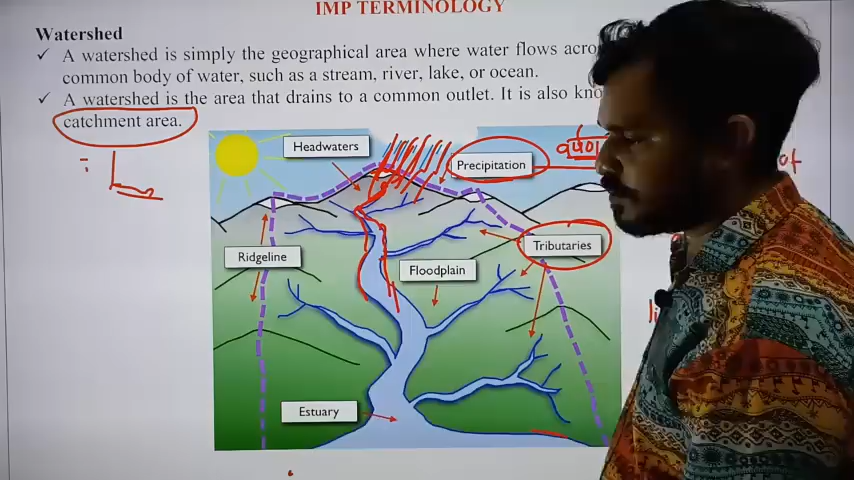 IMP TERMINOLOGY
Watershed
✓ A watershed is simply the geographical area where water flows
common body of water, such as a stream, river, lake, or ocean.
✓ A watershed is the area that drains to a common outlet. It is also
catchment area.
of
Headwaters
Precipitation
Tributaries
Ridgeline
Floodplain
Estuary